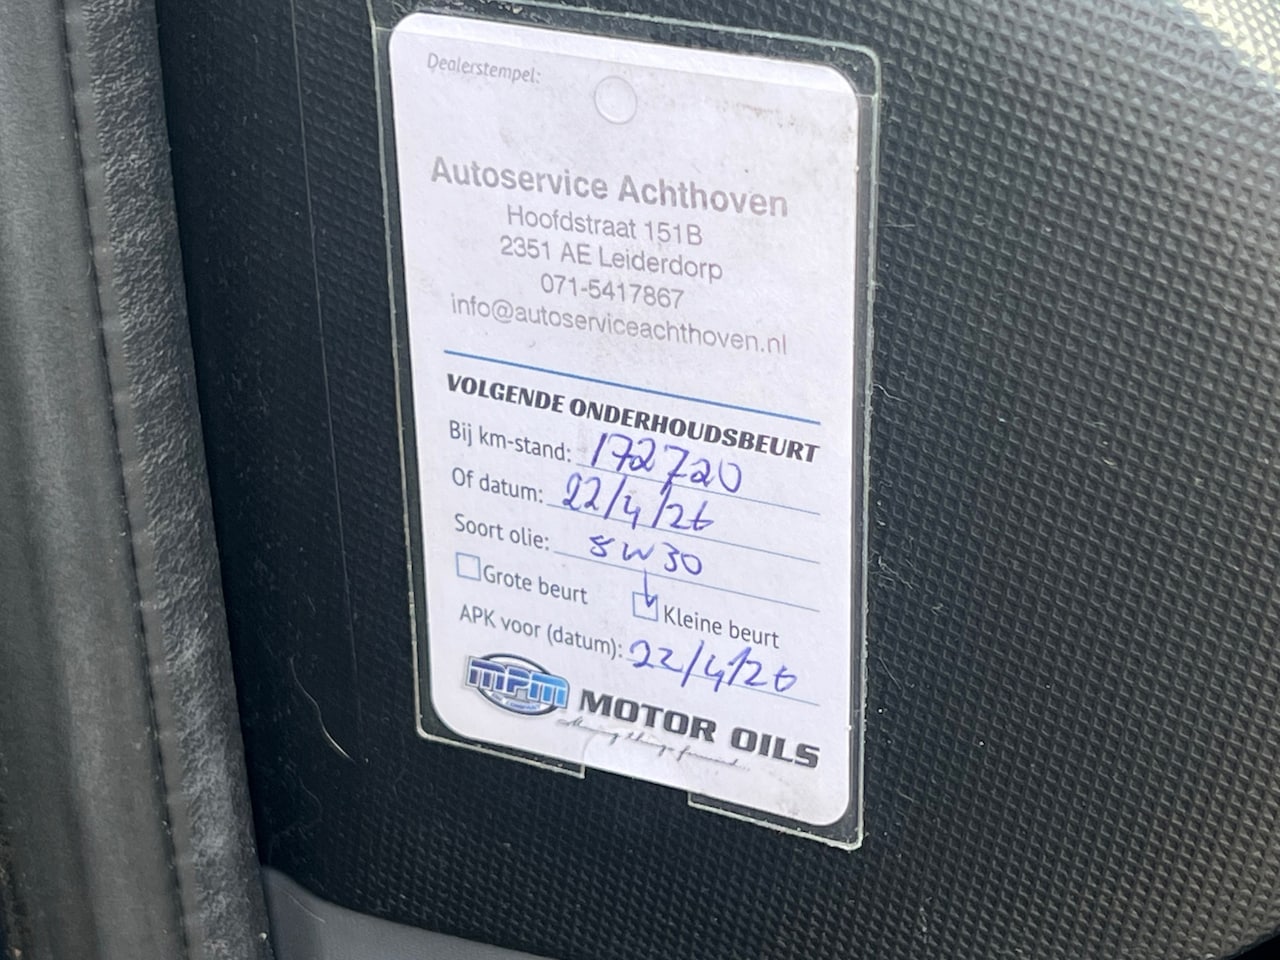 Dealerstempel:
Autoservice Achthoven
Hoofdstraat 151B
2351 AE Leiderdorp
071-5417867
info@autoserviceachthoven.nl
VOLGENDE ONDERHOUDSBEURT
Bij km-stand: 172720
Of datum: 22/4/26
Soort olie: 5W30
Grote beurt Kleine beurt
APK voor (datum): 22/4/26
MPM MOTOR OILS